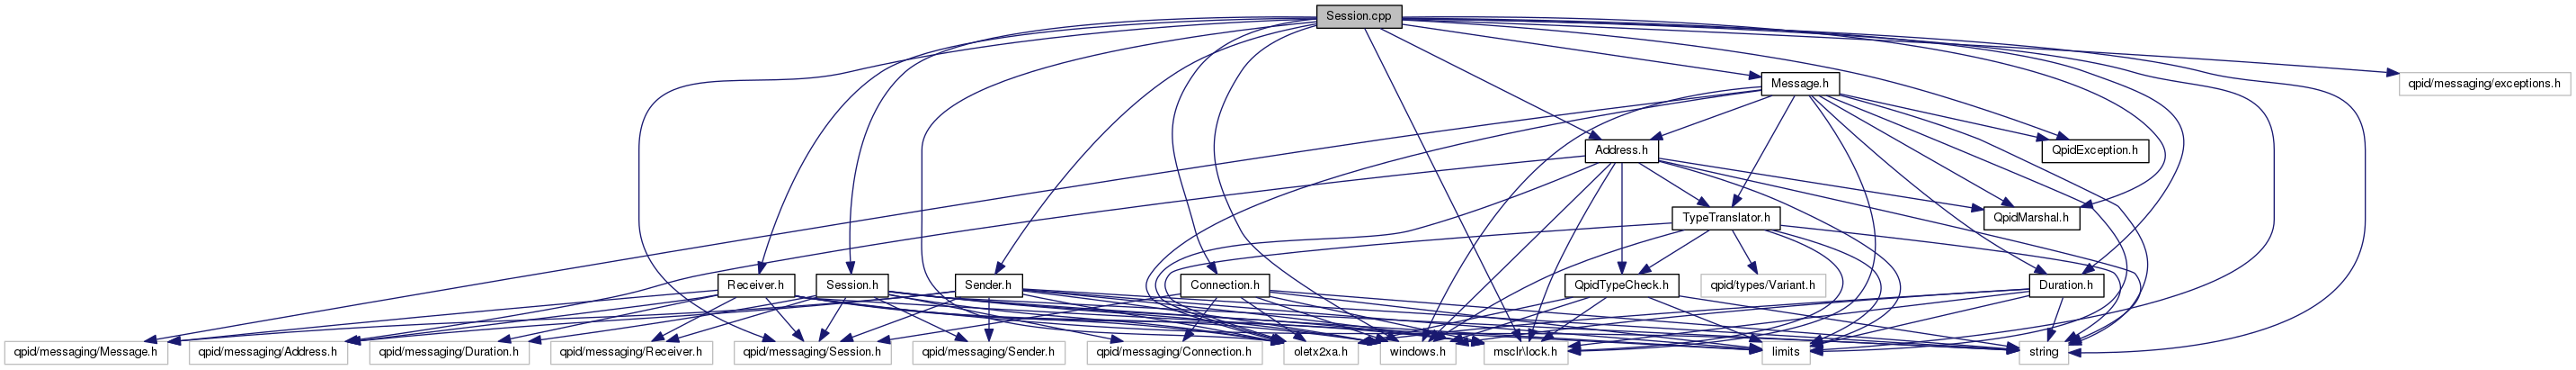 Session.cpp
Message.h
qpid/messaging/exceptions.h
Address.h
QpidException.h
TypeTranslator.h
QpidMarshal.h
Receiver.h
Session.h
Sender.h
Connection.h
QpidTypeCheck.h
qpid/types/Variant.h
Duration.h
qpid/messaging/Message.h
qpid/messaging/Address.h
qpid/messaging/Duration.h
qpid/messaging/Receiver.h
qpid/messaging/Session.h
qpid/messaging/Sender.h
qpid/messaging/Connection.h
oletx2xa.h
windows.h
msclr\lock.h
limits
string